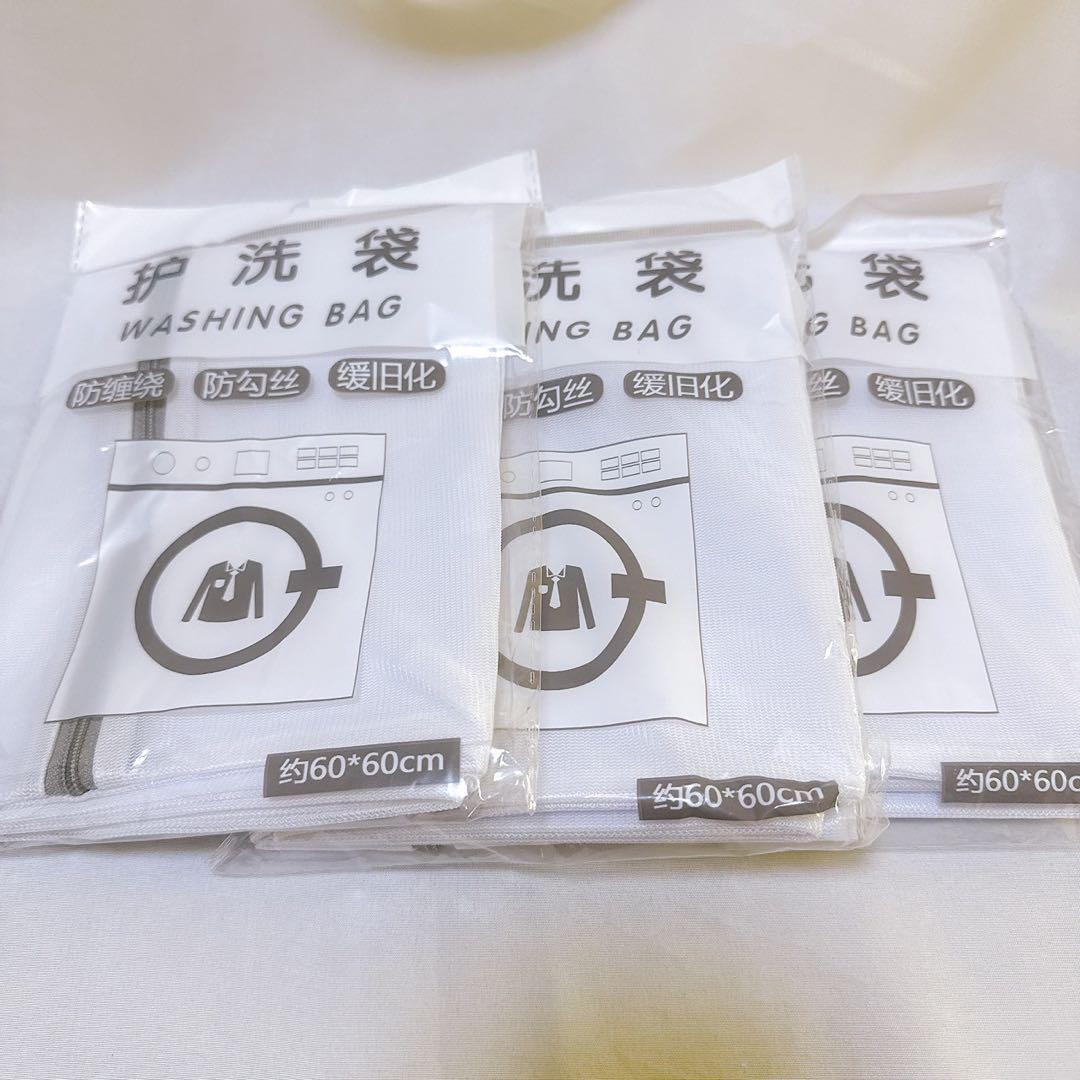 护洗袋
WASHING BAG
防缠绕 防勾丝 缓旧化
约60*60cm
洗袋
ING BAG
防勾丝 缓旧化
约60*60cm
袋
G BAG
丝 缓旧化
约60*60c